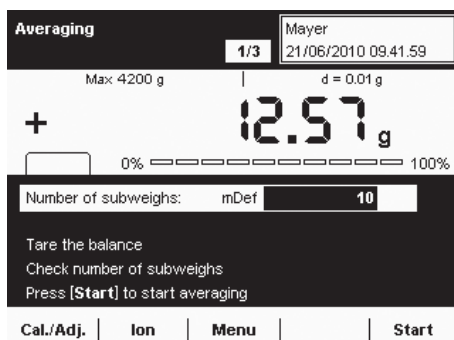 Averaging
1/3
Mayer
21/06/2010 09.41.59
Max 4200 g d = 0.01 g
+ 12.57 g
0% 100%
Number of subweighs: mDef 10
Tare the balance
Check number of subweighs
Press [Start] to start averaging
Cal./Adj. Ion Menu Start